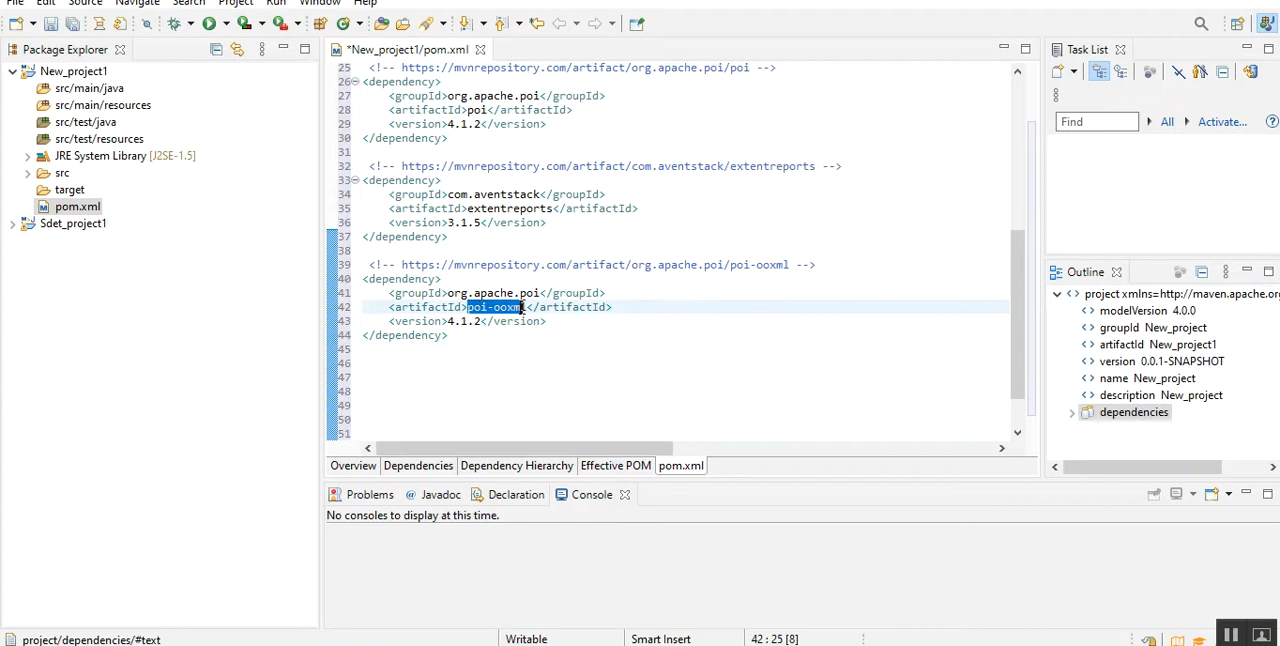 File Edit Source Navigate Search Project Run Window Help
Package Explorer
New_project1
src/main/java
src/main/resources
src/test/java
src/test/resources
JRE System Library [J2SE-1.5]
src
target
pom.xml
Sdet_project1
*New_project1/pom.xml
25 <!-- https://mvnrepository.com/artifact/org.apache.poi/poi -->
26 <dependency>
27 <groupId>org.apache.poi</groupId>
28 <artifactId>poi</artifactId>
29 <version>4.1.2</version>
30 </dependency>
31
32 <!-- https://mvnrepository.com/artifact/com.aventstack/extentreports -->
33 <dependency>
34 <groupId>com.aventstack</groupId>
35 <artifactId>extentreports</artifactId>
36 <version>3.1.5</version>
37 </dependency>
38
39 <!-- https://mvnrepository.com/artifact/org.apache.poi/poi-ooxml -->
40 <dependency>
41 <groupId>org.apache.poi</groupId>
42 <artifactId>poi-ooxml</artifactId>
43 <version>4.1.2</version>
44 </dependency>
45
46
47
48
49
50
51
Overview Dependencies Dependency Hierarchy Effective POM pom.xml
Problems Javadoc Declaration Console
No consoles to display at this time.
Task List
Find All Activate...
Outline
project xmlns=http://maven.apache.org
modelVersion 4.0.0
groupId New_project
artifactId New_project1
version 0.0.1-SNAPSHOT
name New_project
description New_project
dependencies
project/dependencies/#text Writable Smart Insert 42 : 25 [8]